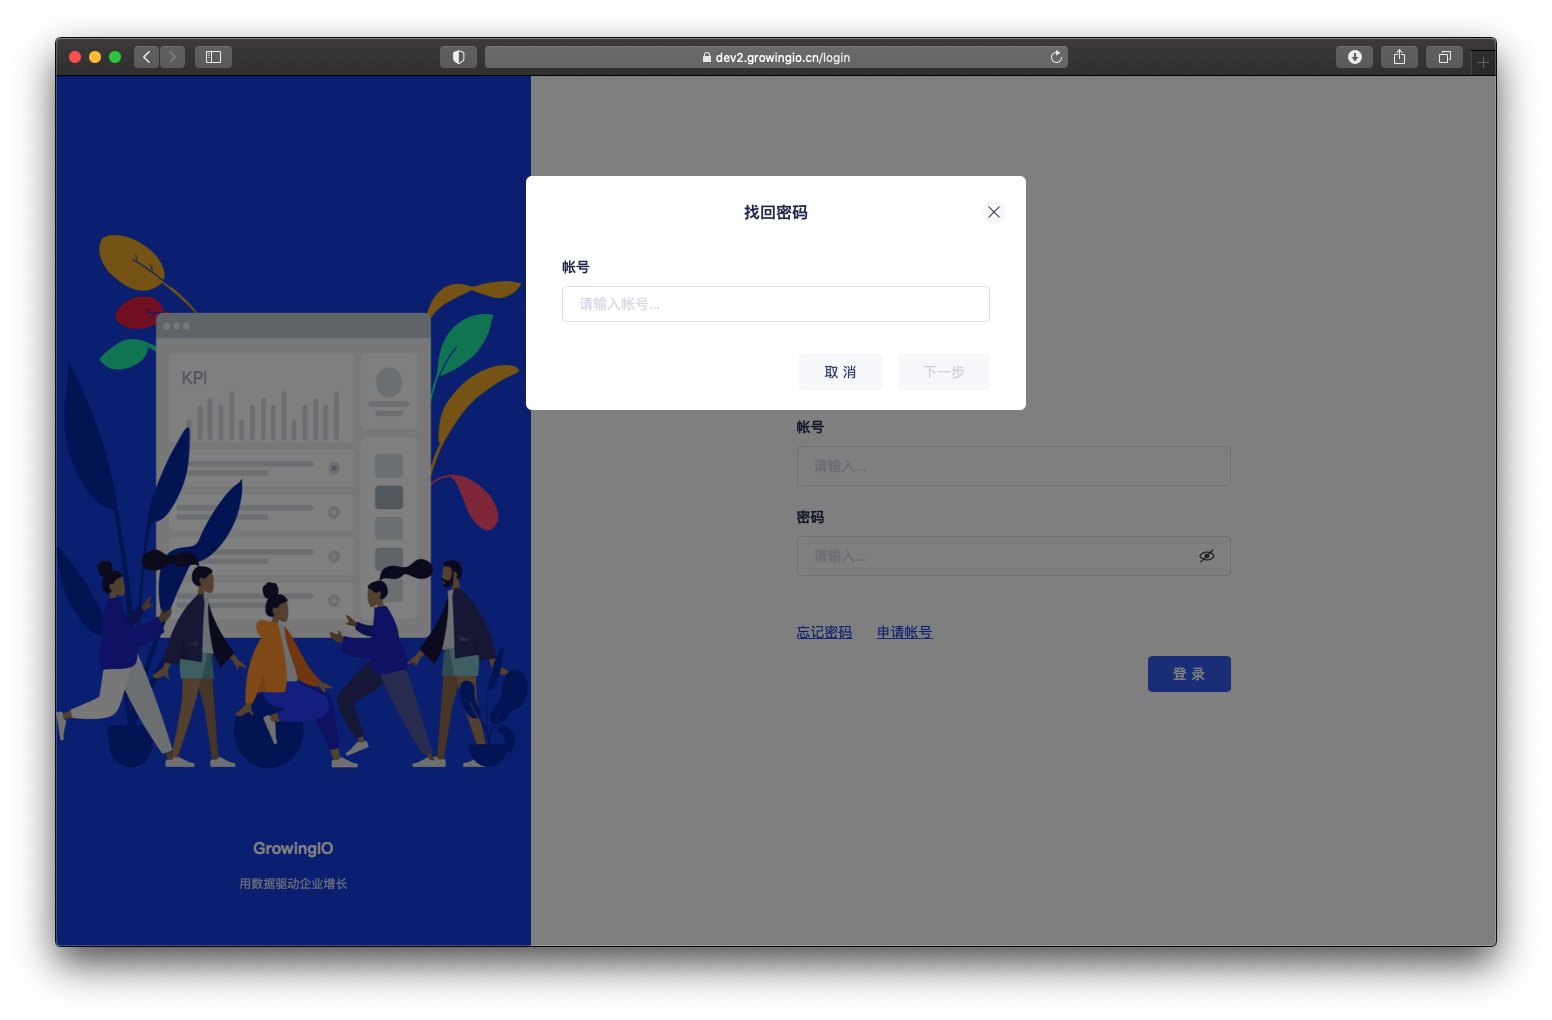 dev2.growingio.cn/login
找回密码
帐号
请输入帐号...
取 消
下一步
KPI
帐号
请输入...
密码
请输入...
忘记密码 申请帐号
登 录
GrowingIO
用数据驱动企业增长